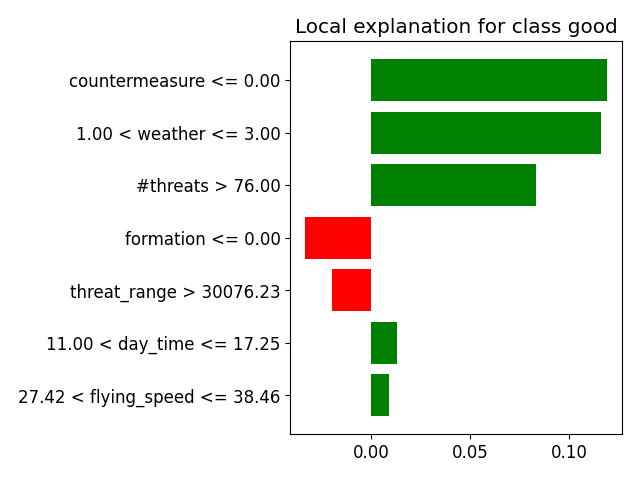 Local explanation for class good
countermeasure <= 0.00
1.00 < weather <= 3.00
#threats > 76.00
formation <= 0.00
threat_range > 30076.23
11.00 < day_time <= 17.25
27.42 < flying_speed <= 38.46
0.00 0.05 0.10